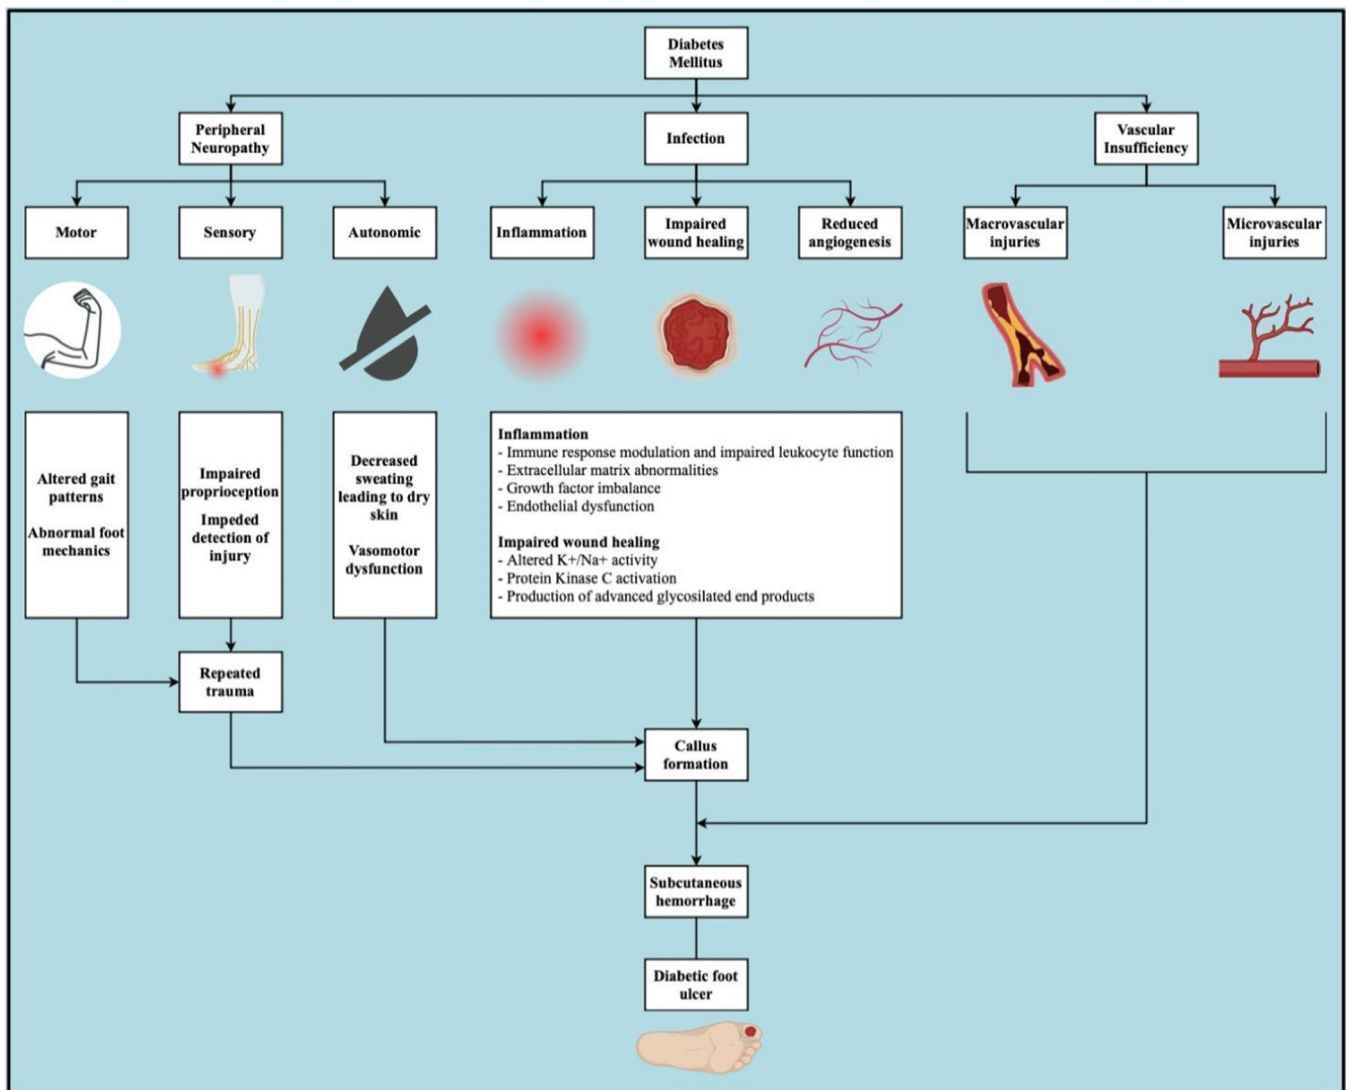 Diabetes
Mellitus
Peripheral
Neuropathy
Infection
Vascular
Insufficiency
Motor
Sensory
Autonomic
Inflammation
Impaired
wound healing
Reduced
angiogenesis
Macrovascular
injuries
Microvascular
injuries
Altered gait
patterns
Abnormal foot
mechanics
Impaired
proprioception
Impeded
detection of
injury
Decreased
sweating
leading to dry
skin
Vasomotor
dysfunction
Inflammation
- Immune response modulation and impaired leukocyte function
- Extracellular matrix abnormalities
- Growth factor imbalance
- Endothelial dysfunction
Impaired wound healing
- Altered K+/Na+ activity
- Protein Kinase C activation
- Production of advanced glycosilated end products
Repeated
trauma
Callus
formation
Subcutaneous
hemorrhage
Diabetic foot
ulcer